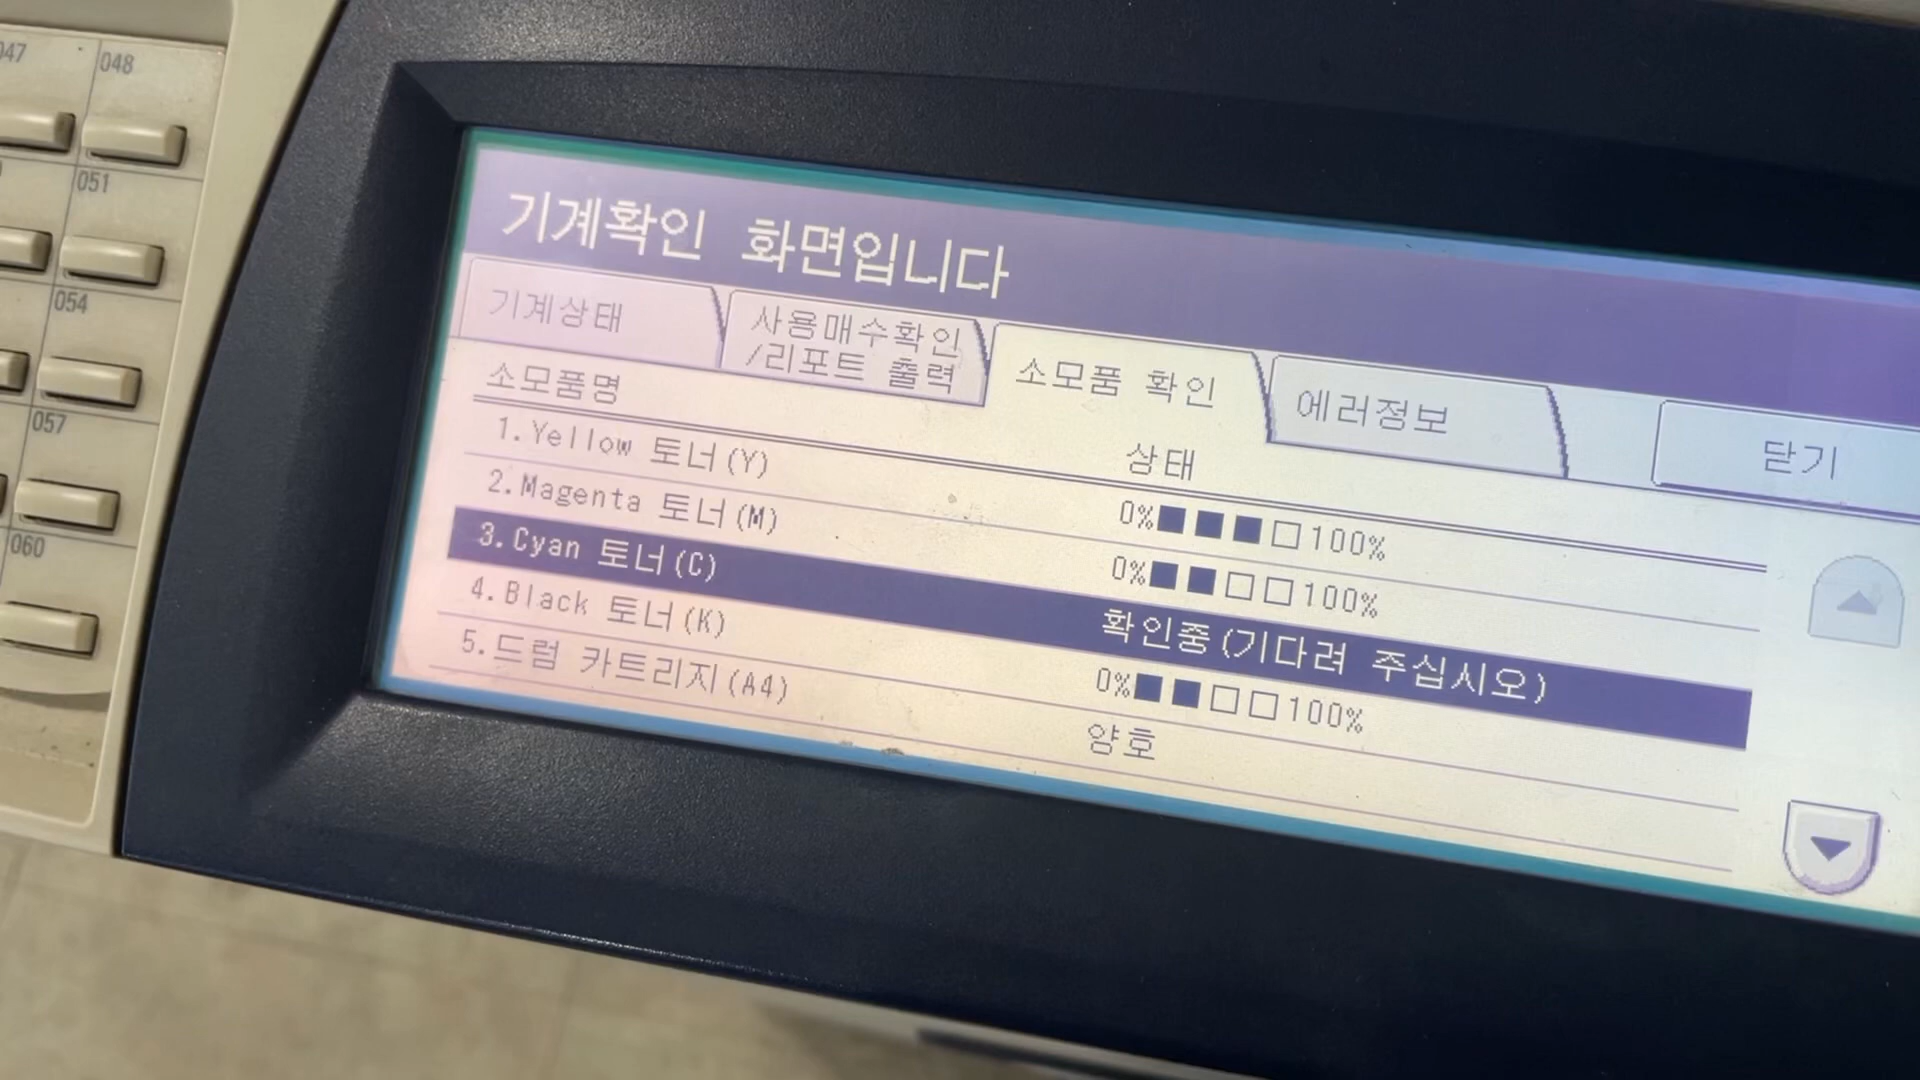 047
048
051
054
057
060
기계확인 화면입니다
기계상태
사용매수확인
/리포트 출력
소모품 확인
에러정보
닫기
소모품명
상태
1.Yellow 토너(Y)
0%■■■□100%
2.Magenta 토너(M)
0%■■□□100%
3.Cyan 토너(C)
확인중(기다려 주십시오)
4.Black 토너(K)
0%■■□□100%
5.드럼 카트리지(A4)
양호